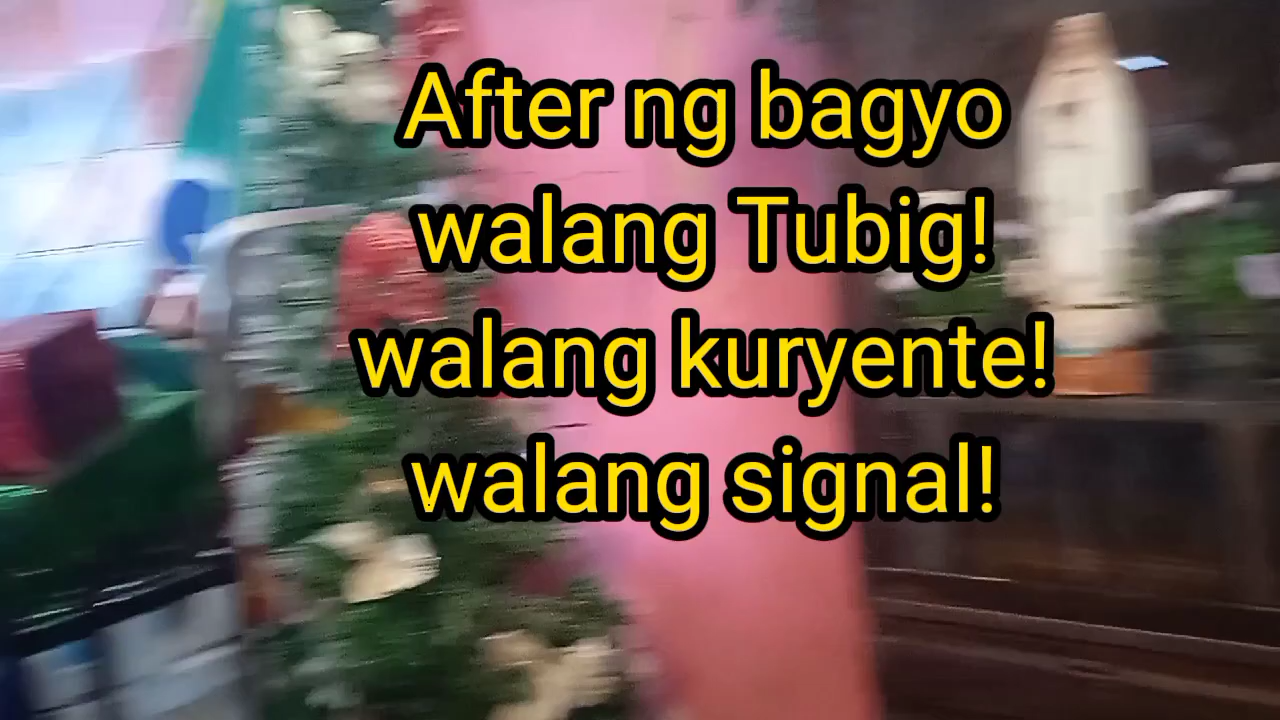 After ng bagyo
walang Tubig!
walang kuryente!
walang signal!